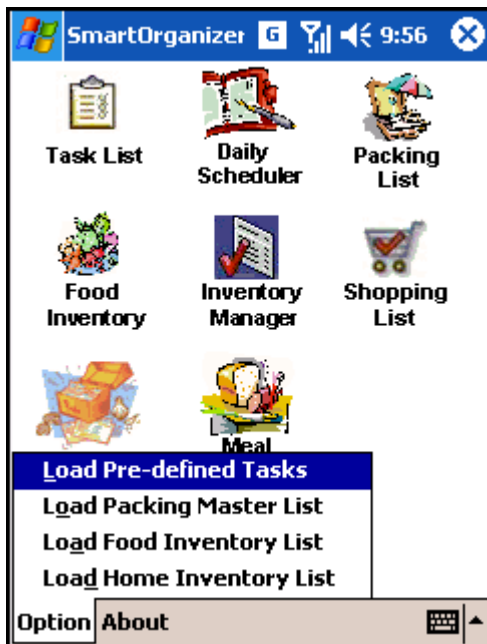 SmartOrganizer G 9:56
Task List
Daily
Scheduler
Packing
List
Food
Inventory
Inventory
Manager
Shopping
List
Meal
Load Pre-defined Tasks
Load Packing Master List
Load Food Inventory List
Load Home Inventory List
Option About